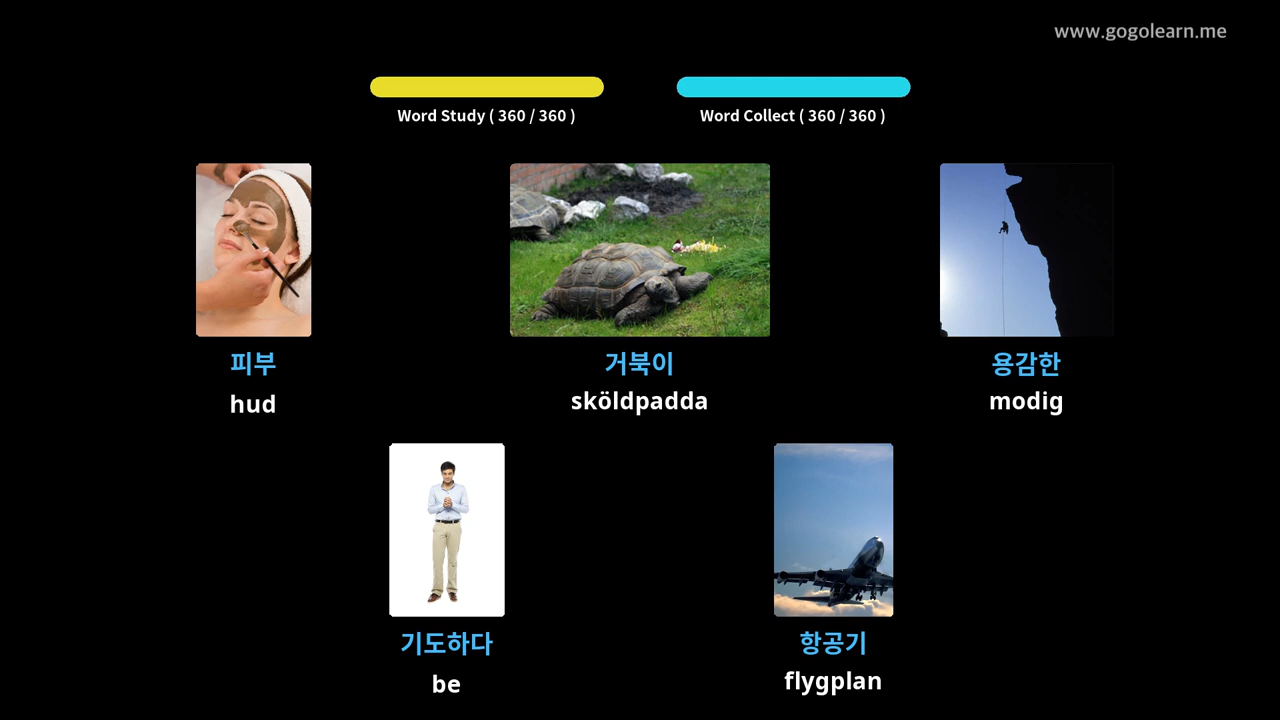 www.gogolearn.me
Word Study ( 360 / 360 )
Word Collect ( 360 / 360 )
피부
hud
거북이
sköldpadda
용감한
modig
기도하다
be
항공기
flygplan